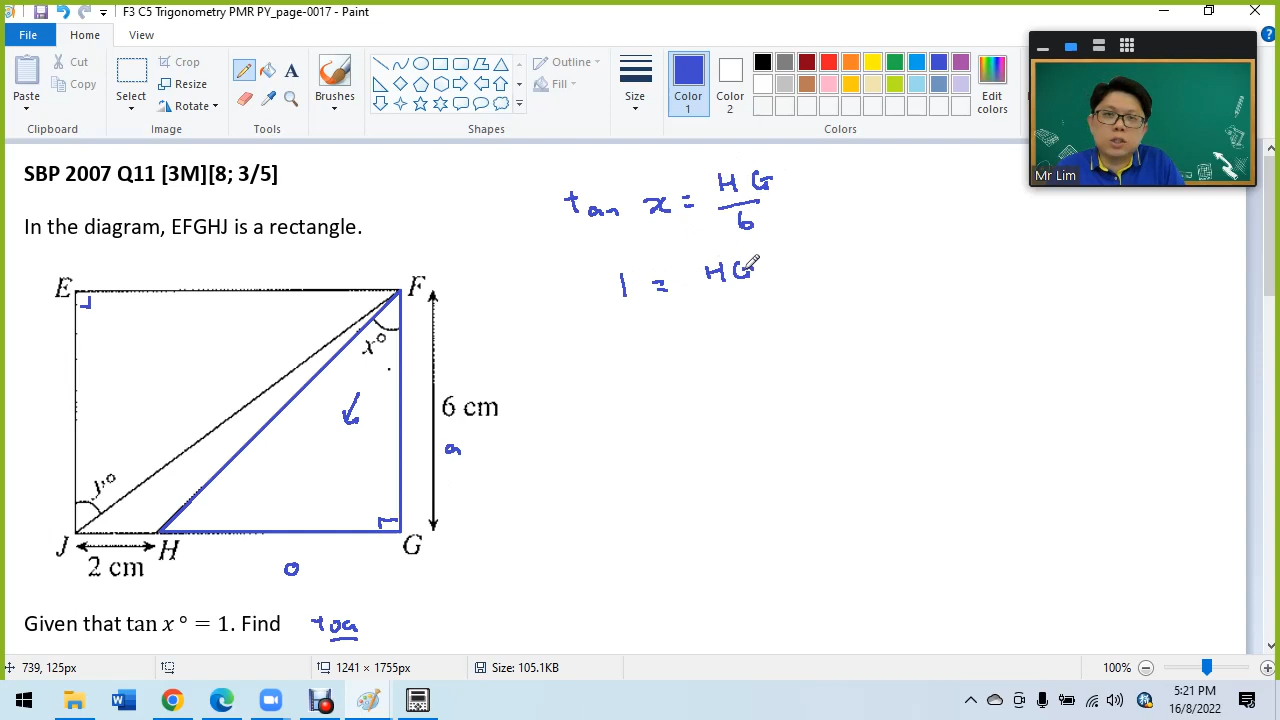 F3 C5 Trigonometry PMR PY_page-0017 - Paint
File Home View
Paste Cut Copy Clipboard
Select Crop Resize Rotate Image
A Tools
Brushes
Outline Fill Shapes
Size
Color 1 Color 2 Edit colors Colors
Mr Lim
SBP 2007 Q11 [3M][8; 3/5]
In the diagram, EFGHJ is a rectangle.
tan x = HG/6
1 = HG
E F
x°
6 cm
a
y°
J H G
2 cm
o
Given that tan x ° = 1. Find toa
739, 125px 1241 × 1755px Size: 105.1KB 100%
5:21 PM
16/8/2022